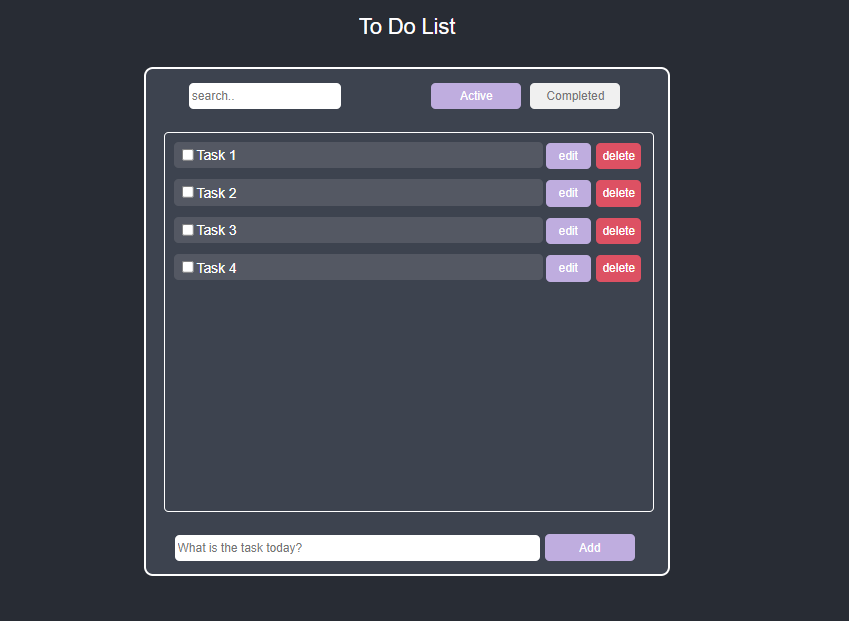 To Do List
search.. Active Completed
Task 1 edit delete
Task 2 edit delete
Task 3 edit delete
Task 4 edit delete
What is the task today? Add